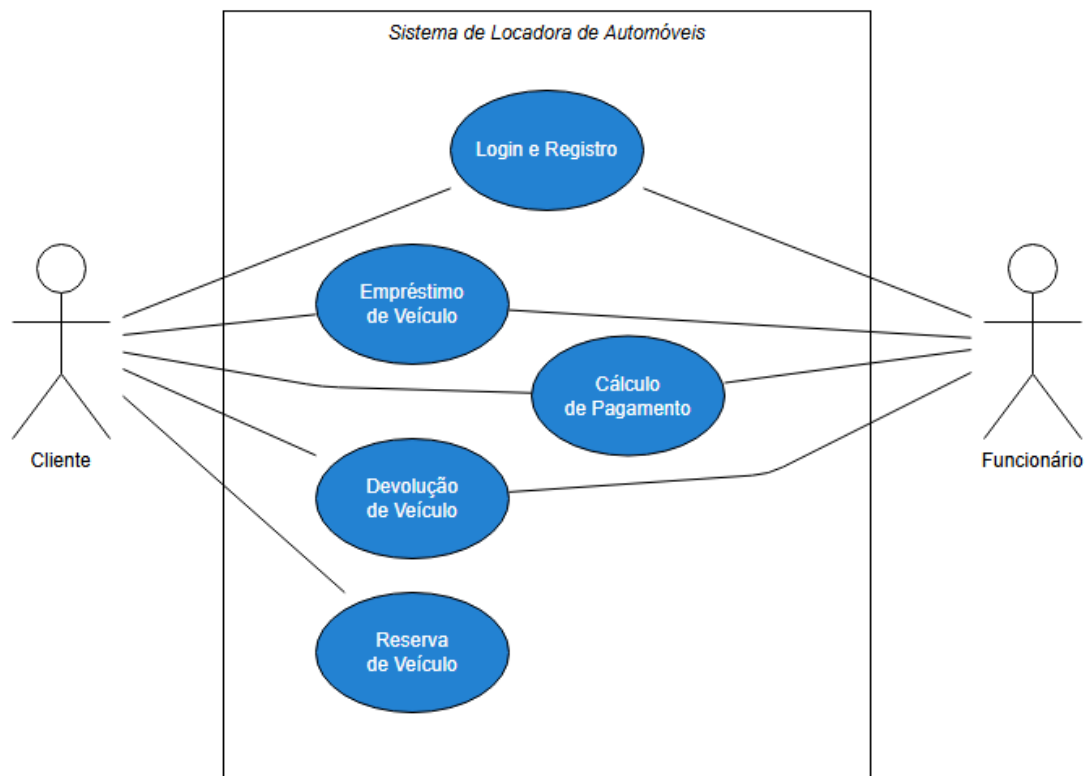 Sistema de Locadora de Automóveis
Login e Registro
Empréstimo
de Veículo
Cálculo
de Pagamento
Cliente
Funcionário
Devolução
de Veículo
Reserva
de Veículo